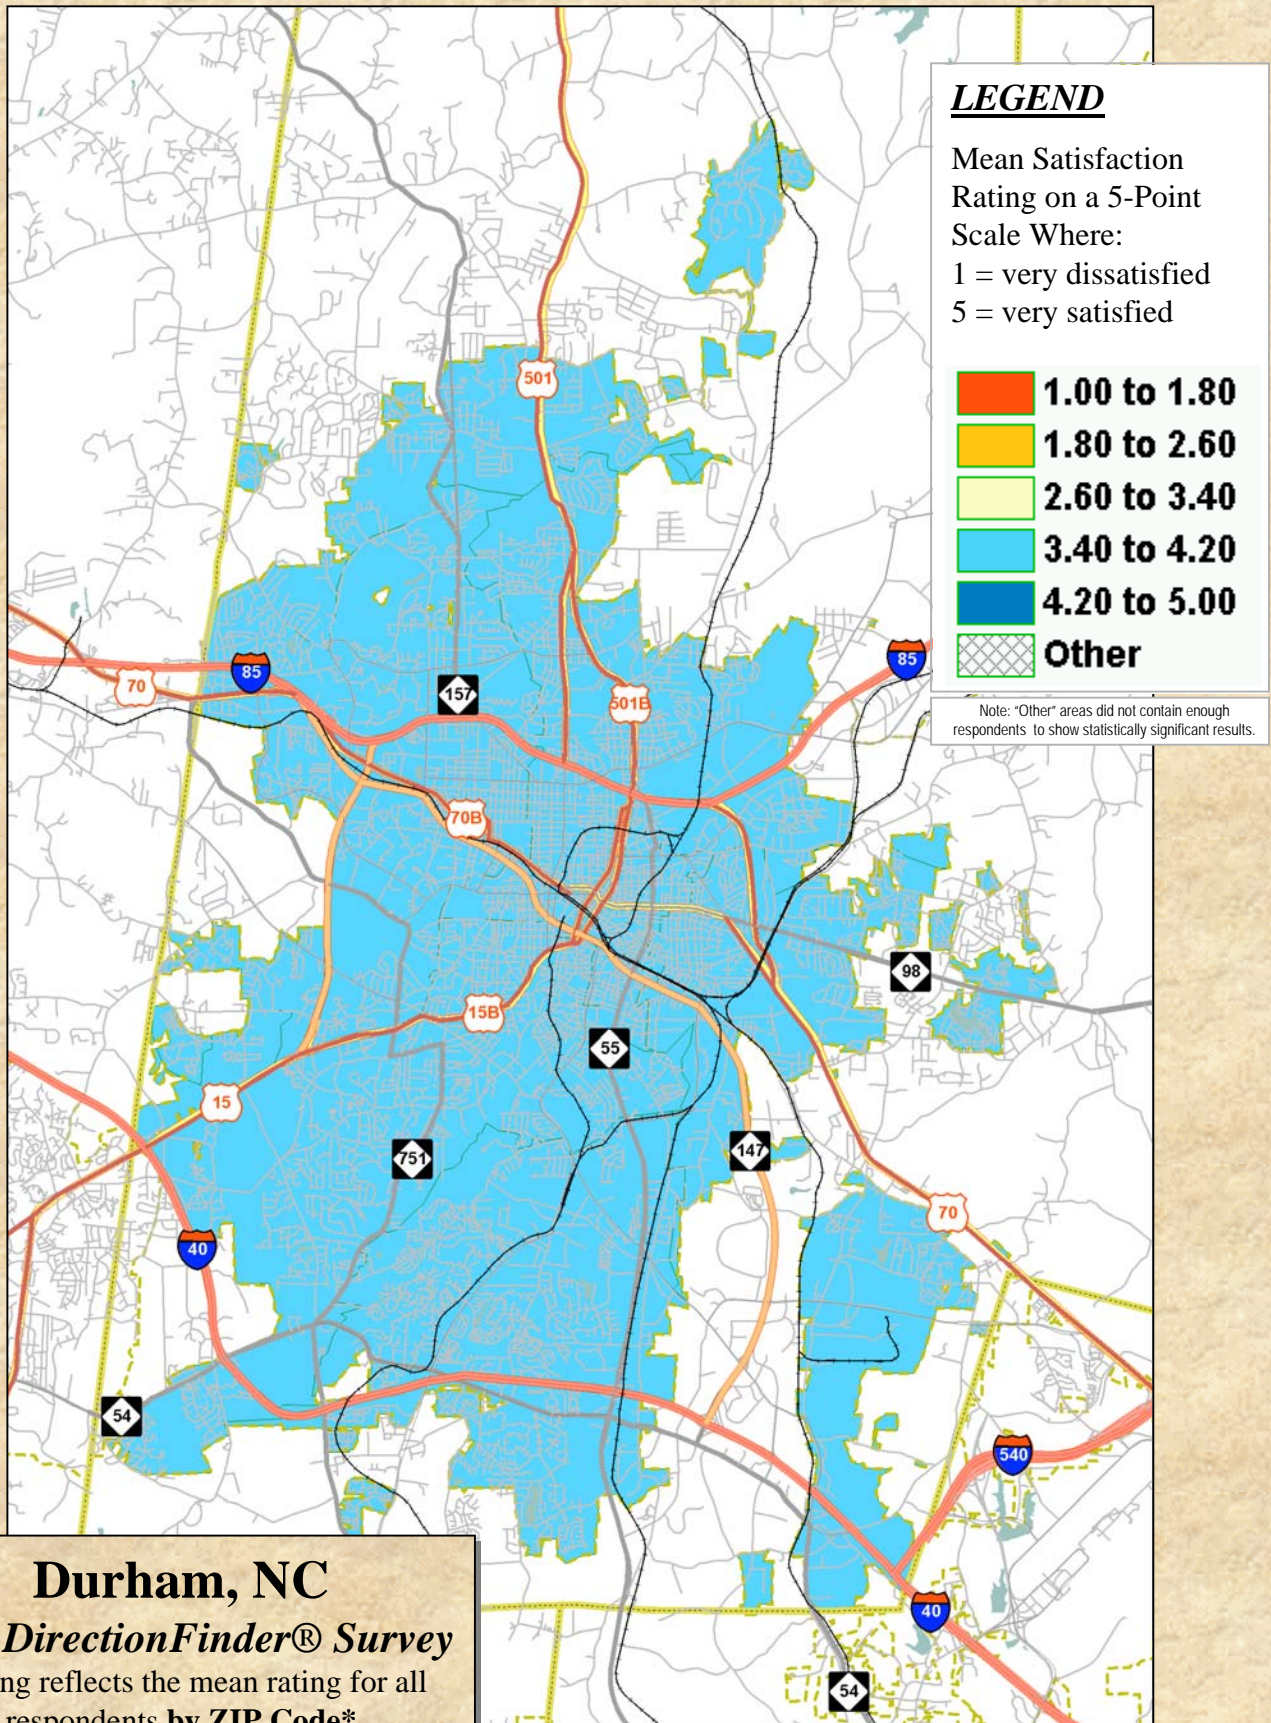 LEGEND
Mean Satisfaction
Rating on a 5-Point
Scale Where:
1 = very dissatisfied
5 = very satisfied
1.00 to 1.80
1.80 to 2.60
2.60 to 3.40
3.40 to 4.20
4.20 to 5.00
Other
Note: "Other" areas did not contain enough
respondents to show statistically significant results.
501
85
70
157
501B
85
70B
98
15B
55
15
751
147
70
40
54
540
40
54
Durham, NC
DirectionFinder® Survey
ng reflects the mean rating for all
respondents by ZIP Code*